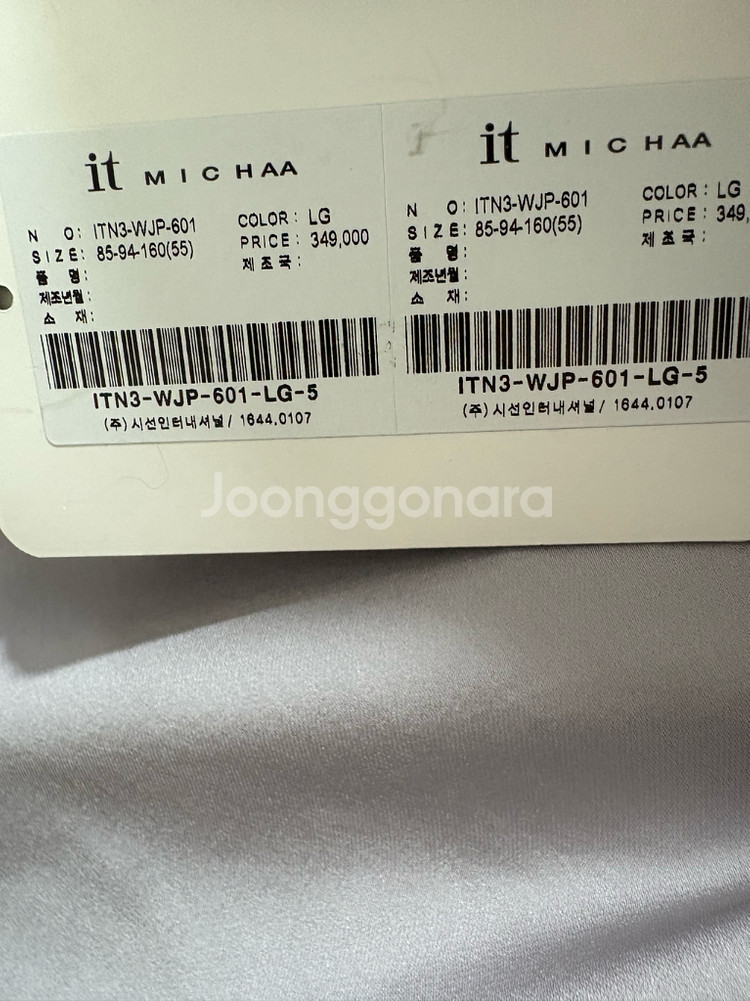 it MICHAA
N O: ITN3-WJP-601 COLOR: LG
SIZE: 85-94-160(55) PRICE: 349,000
품 명: 제조국:
제조년월:
소 재:
ITN3-WJP-601-LG-5
(주)시선인터내셔널/ 1644.0107
it MICHAA
N O: ITN3-WJP-601 COLOR: LG
SIZE: 85-94-160(55) PRICE: 349,
품 명: 제조국:
제조년월:
소 재:
ITN3-WJP-601-LG-5
(주)시선인터내셔널/ 1644.0107
Joonggonara